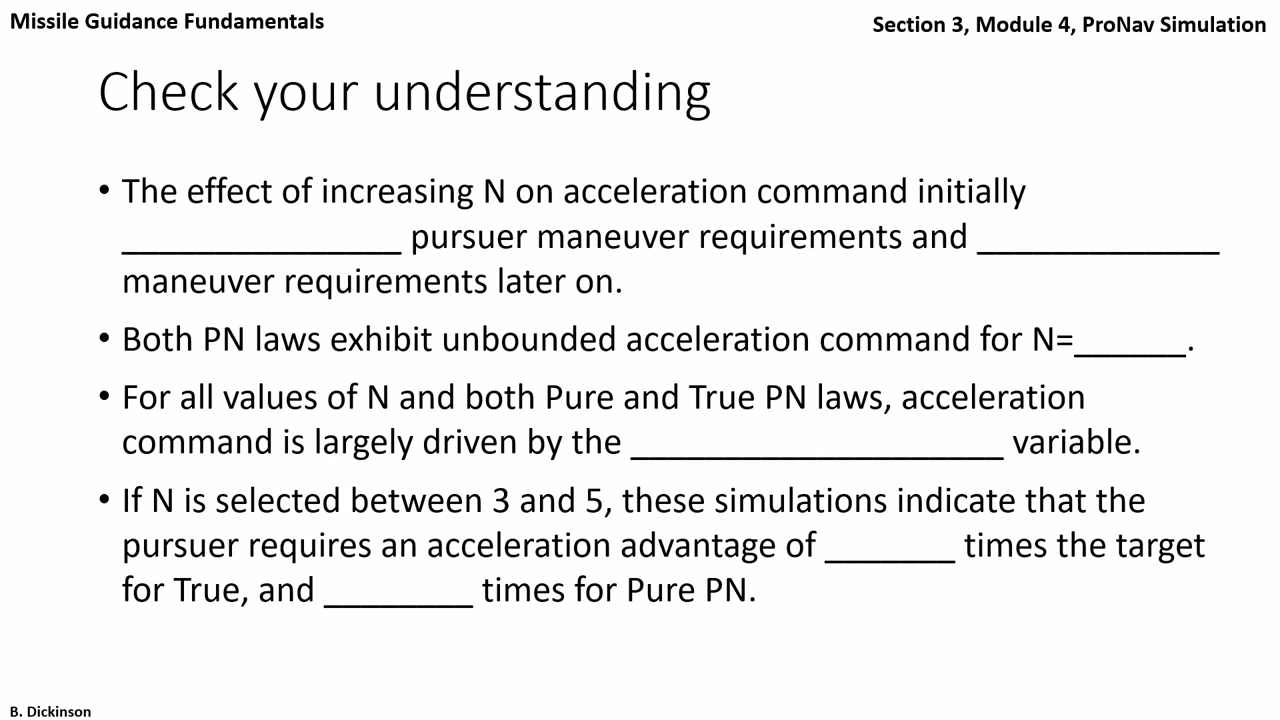 Missile Guidance Fundamentals
Section 3, Module 4, ProNav Simulation
Check your understanding
• The effect of increasing N on acceleration command initially
_______________ pursuer maneuver requirements and _____________
maneuver requirements later on.
• Both PN laws exhibit unbounded acceleration command for N=______.
• For all values of N and both Pure and True PN laws, acceleration
command is largely driven by the ____________________ variable.
• If N is selected between 3 and 5, these simulations indicate that the
pursuer requires an acceleration advantage of _______ times the target
for True, and ________ times for Pure PN.
B. Dickinson